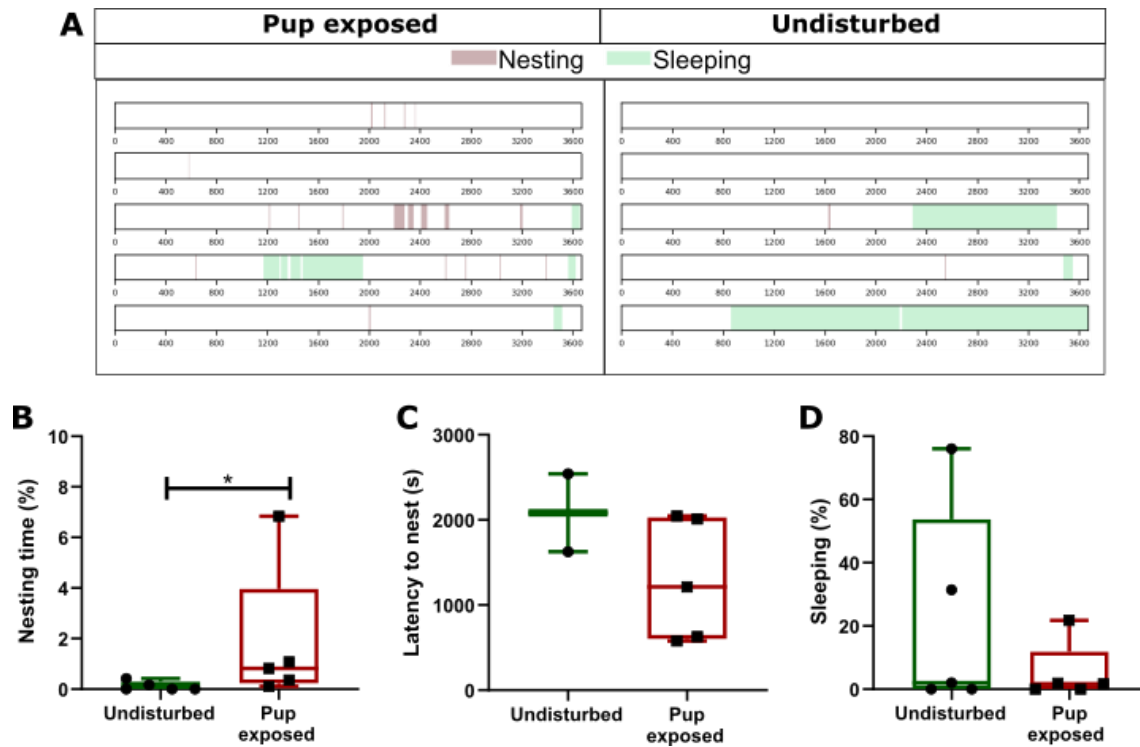 A
Pup exposed Undisturbed
Nesting Sleeping
0 400 800 1200 1600 2000 2400 2800 3200 3600 0 400 800 1200 1600 2000 2400 2800 3200 3600
0 400 800 1200 1600 2000 2400 2800 3200 3600 0 400 800 1200 1600 2000 2400 2800 3200 3600
0 400 800 1200 1600 2000 2400 2800 3200 3600 0 400 800 1200 1600 2000 2400 2800 3200 3600
0 400 800 1200 1600 2000 2400 2800 3200 3600 0 400 800 1200 1600 2000 2400 2800 3200 3600
0 400 800 1200 1600 2000 2400 2800 3200 3600 0 400 800 1200 1600 2000 2400 2800 3200 3600
B
Nesting time (%)
10
8
6
4
2
0
*
Undisturbed Pup
exposed
C
Latency to nest (s)
3000
2000
1000
0
Undisturbed Pup
exposed
D
Sleeping (%)
80
60
40
20
0
Undisturbed Pup
exposed